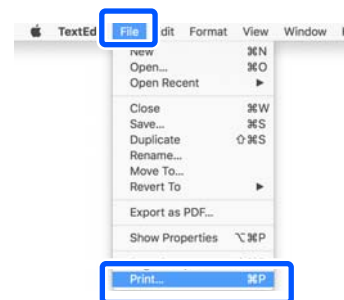 TextEd File dit Format View Window
New ⌘N
Open... ⌘O
Open Recent ▶
Close ⌘W
Save... ⌘S
Duplicate ⇧⌘S
Rename...
Move To...
Revert To ▶
Export as PDF...
Show Properties ⌥⌘P
Print... ⌘P